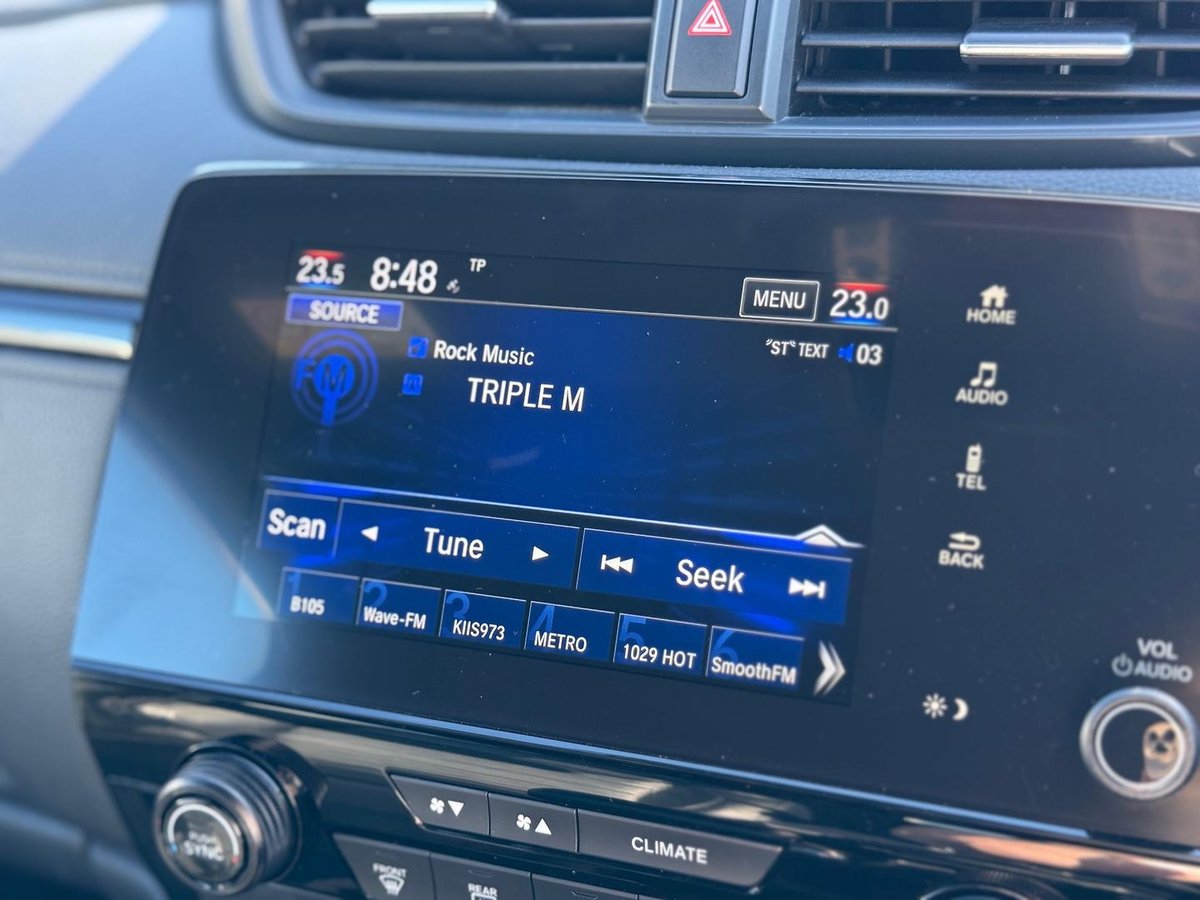 23.5 8:48 TP MENU 23.0
SOURCE
FM
Rock Music
"ST" TEXT 03
TRIPLE M
Scan Tune Seek
1 B105
2 Wave-FM
3 KIIS973
4 METRO
5 1029 HOT
6 SmoothFM
HOME
AUDIO
TEL
BACK
VOL
AUDIO
PUSH
SYNC
CLIMATE
FRONT
REAR